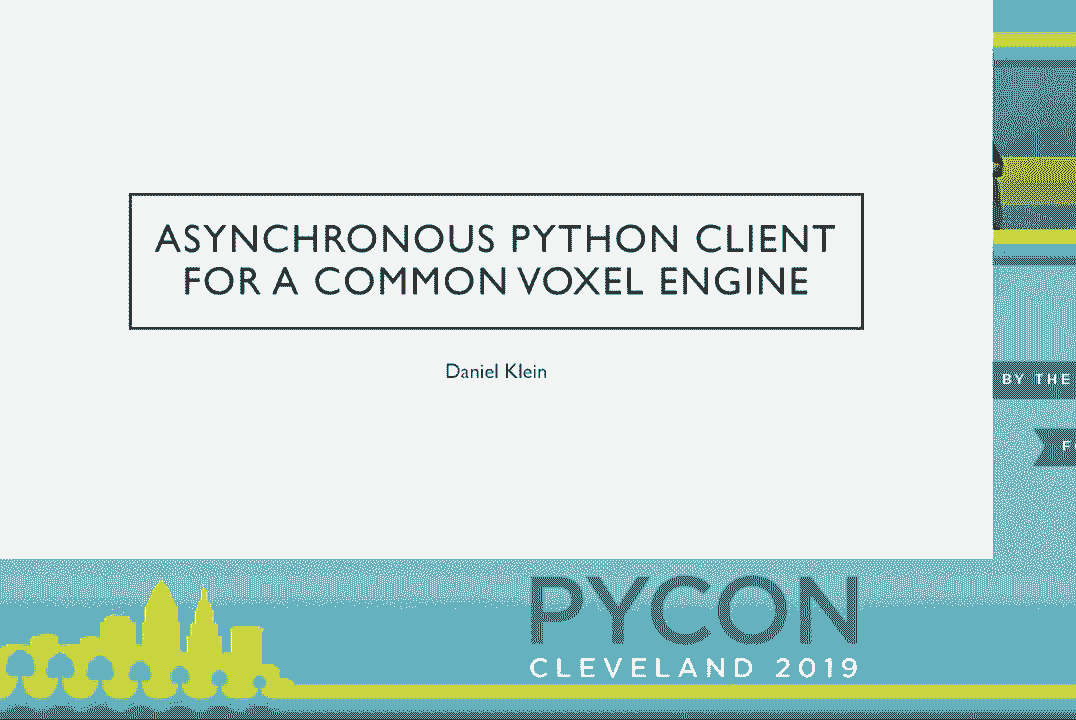 ASYNCHRONOUS PYTHON CLIENT
FOR A COMMON VOXEL ENGINE
Daniel Klein
BY THE
PYCON
CLEVELAND 2019